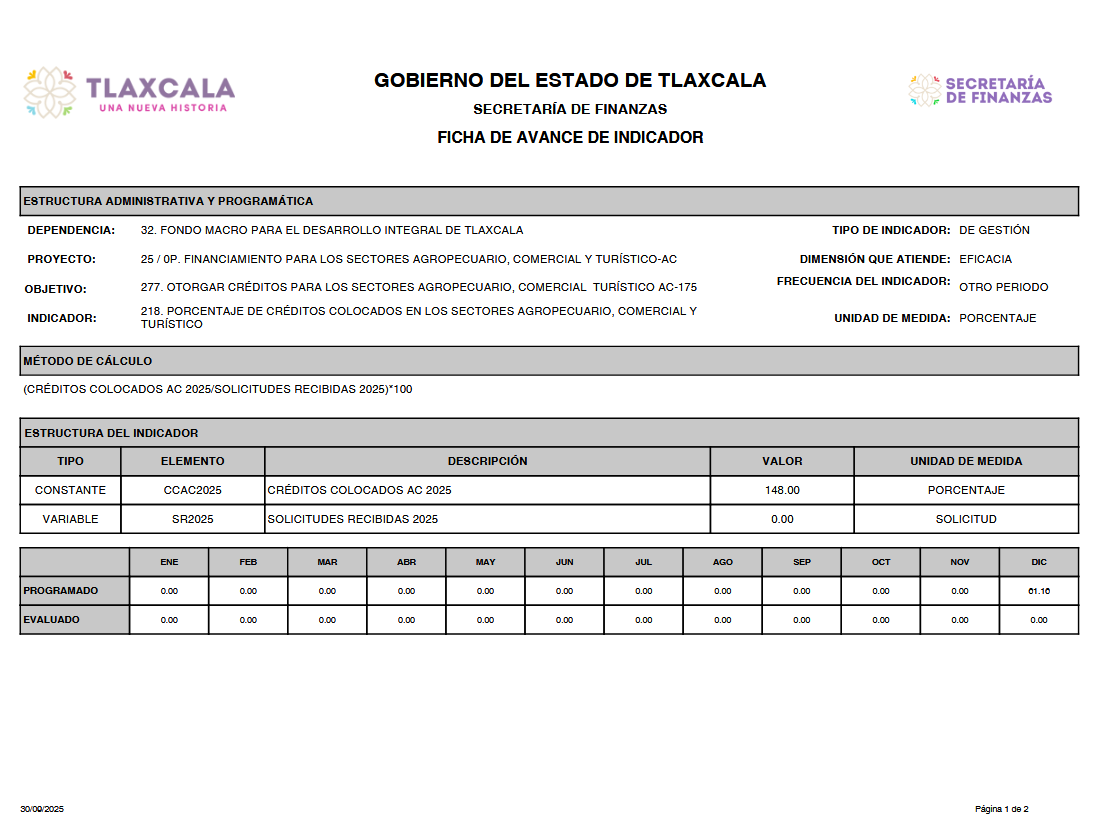 TLAXCALA
UNA NUEVA HISTORIA
GOBIERNO DEL ESTADO DE TLAXCALA
SECRETARÍA DE FINANZAS
FICHA DE AVANCE DE INDICADOR
SECRETARÍA
DE FINANZAS
ESTRUCTURA ADMINISTRATIVA Y PROGRAMÁTICA
DEPENDENCIA: 32. FONDO MACRO PARA EL DESARROLLO INTEGRAL DE TLAXCALA TIPO DE INDICADOR: DE GESTIÓN
PROYECTO: 25 / 0P. FINANCIAMIENTO PARA LOS SECTORES AGROPECUARIO, COMERCIAL Y TURÍSTICO-AC DIMENSIÓN QUE ATIENDE: EFICACIA
OBJETIVO: 277. OTORGAR CRÉDITOS PARA LOS SECTORES AGROPECUARIO, COMERCIAL TURÍSTICO AC-175 FRECUENCIA DEL INDICADOR: OTRO PERIODO
INDICADOR: 218. PORCENTAJE DE CRÉDITOS COLOCADOS EN LOS SECTORES AGROPECUARIO, COMERCIAL Y
TURÍSTICO UNIDAD DE MEDIDA: PORCENTAJE
MÉTODO DE CÁLCULO
(CRÉDITOS COLOCADOS AC 2025/SOLICITUDES RECIBIDAS 2025)*100
ESTRUCTURA DEL INDICADOR
TIPO ELEMENTO DESCRIPCIÓN VALOR UNIDAD DE MEDIDA
CONSTANTE CCAC2025 CRÉDITOS COLOCADOS AC 2025 148.00 PORCENTAJE
VARIABLE SR2025 SOLICITUDES RECIBIDAS 2025 0.00 SOLICITUD
ENE FEB MAR ABR MAY JUN JUL AGO SEP OCT NOV DIC
PROGRAMADO 0.00 0.00 0.00 0.00 0.00 0.00 0.00 0.00 0.00 0.00 0.00 61.16
EVALUADO 0.00 0.00 0.00 0.00 0.00 0.00 0.00 0.00 0.00 0.00 0.00 0.00
30/09/2025 Página 1 de 2